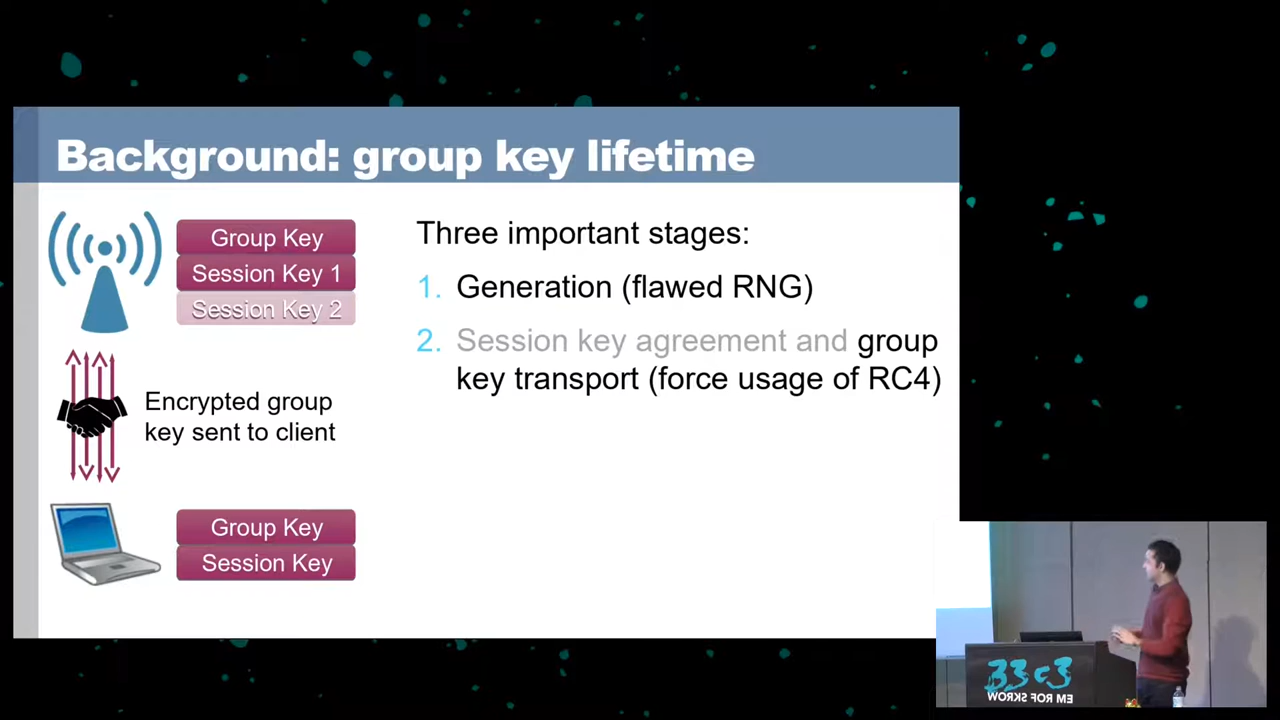 Background: group key lifetime
Group Key
Session Key 1
Session Key 2
Encrypted group
key sent to client
Group Key
Session Key
Three important stages:
1. Generation (flawed RNG)
2. Session key agreement and group
key transport (force usage of RC4)
33c3
WORKS FOR ME